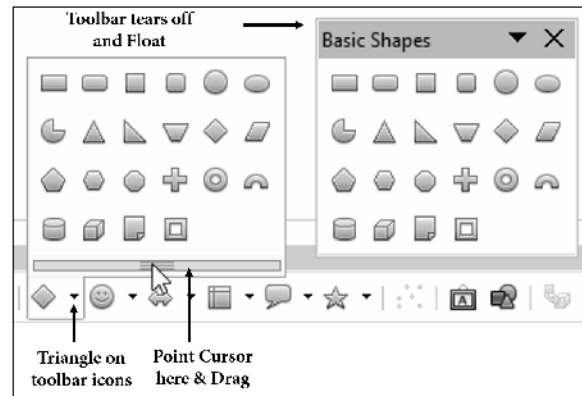 Toolbar tears off
and Float
Basic Shapes
A
Triangle on
toolbar icons
Point Cursor
here & Drag